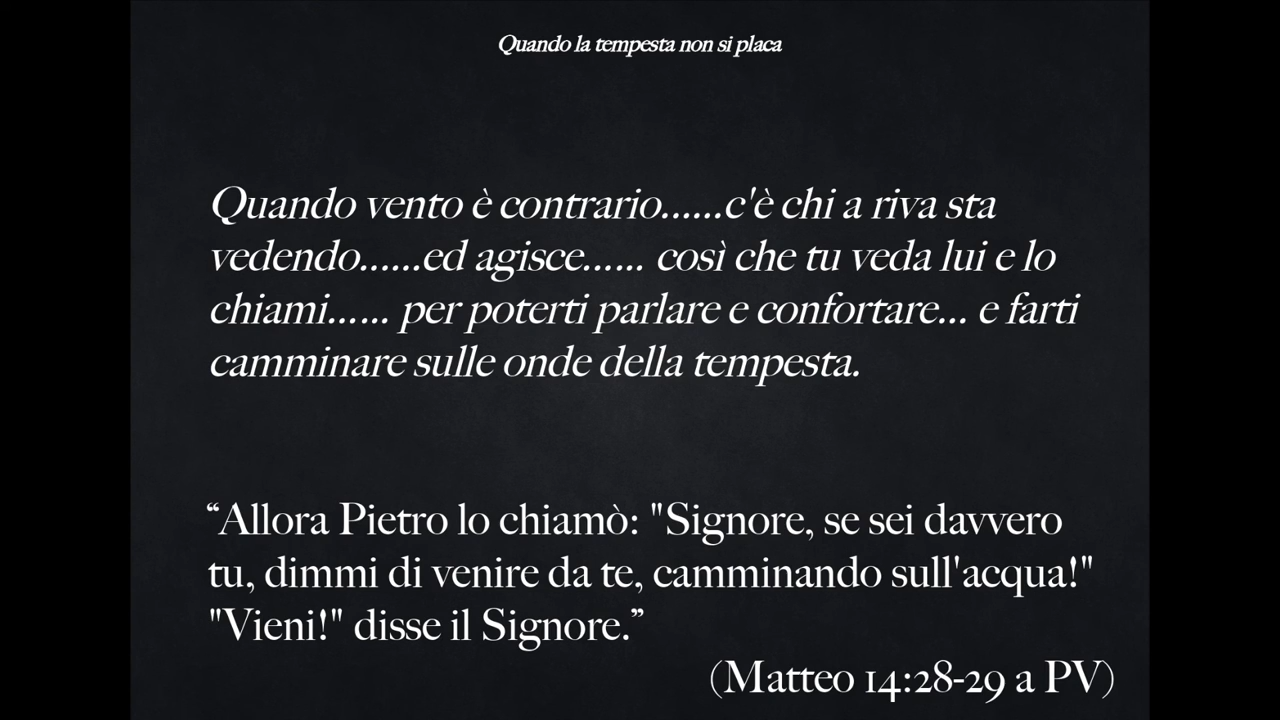 Quando la tempesta non si placa
Quando vento è contrario......c'è chi a riva sta
vedendo......ed agisce...... così che tu veda lui e lo
chiami...... per poterti parlare e confortare... e farti
camminare sulle onde della tempesta.
“Allora Pietro lo chiamò: "Signore, se sei davvero
tu, dimmi di venire da te, camminando sull'acqua!"
"Vieni!" disse il Signore.”
(Matteo 14:28-29 a PV)